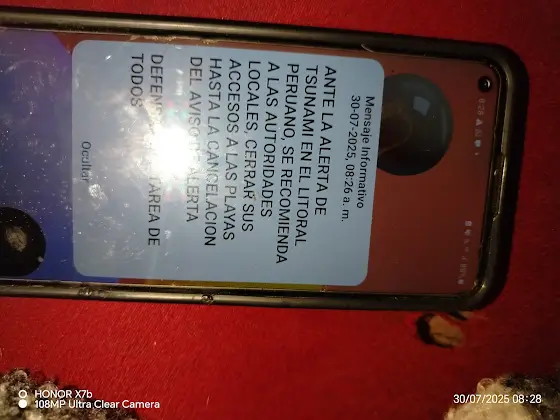 8:28
Mensaje Informativo
30-07-2025, 08:26 a. m.
ANTE LA ALERTA DE
TSUNAMI EN EL LITORAL
PERUANO, SE RECOMIENDA
A LAS AUTORIDADES
LOCALES, CERRAR SUS
ACCESOS A LAS PLAYAS
HASTA LA CANCELACION
DEL AVISO ALERTA
TAREA DE
TODOS
Ocultar
HONOR X7b
108MP Ultra Clear Camera
30/07/2025 08:28